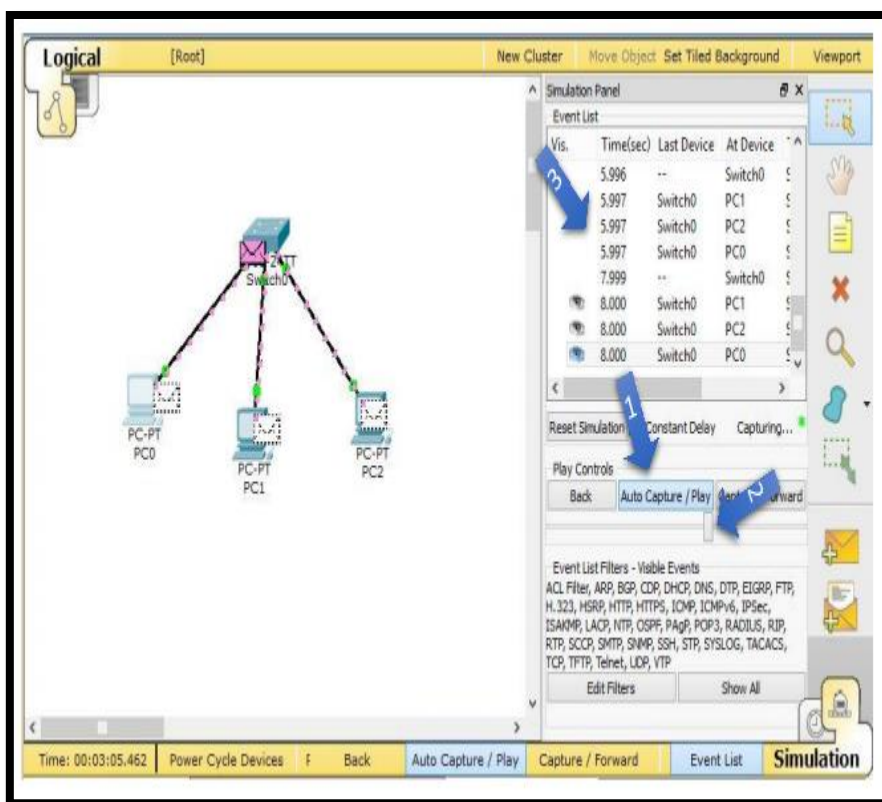 Logical [Root] New Cluster Move Object Set Tiled Background Viewport
Simulation Panel
Event List
Vis. Time(sec) Last Device At Device
5.996 -- Switch0 S
5.997 Switch0 PC1 S
5.997 Switch0 PC2 S
5.997 Switch0 PC0 S
7.999 -- Switch0 S
8.000 Switch0 PC1 S
8.000 Switch0 PC2 S
8.000 Switch0 PC0 S
3
TT
Switch0
PC-PT
PC0
PC-PT
PC1
PC-PT
PC2
1
Reset Simulation Constant Delay Capturing...
Play Controls
Back Auto Capture / Play
2
Event List Filters - Visible Events
ACL Filter, ARP, BGP, CDP, DHCP, DNS, DTP, EIGRP, FTP,
H.323, HSRP, HTTP, HTTPS, ICMP, ICMPv6, IPSec,
ISAKMP, LACP, NTP, OSPF, PAgP, POP3, RADIUS, RIP,
RTP, SCCP, SMTP, SNMP, SSH, STP, SYSLOG, TACACS,
TCP, TFTP, Telnet, UDP, VTP
Edit Filters Show All
Time: 00:03:05.462 Power Cycle Devices F Back Auto Capture / Play Capture / Forward Event List Simulation